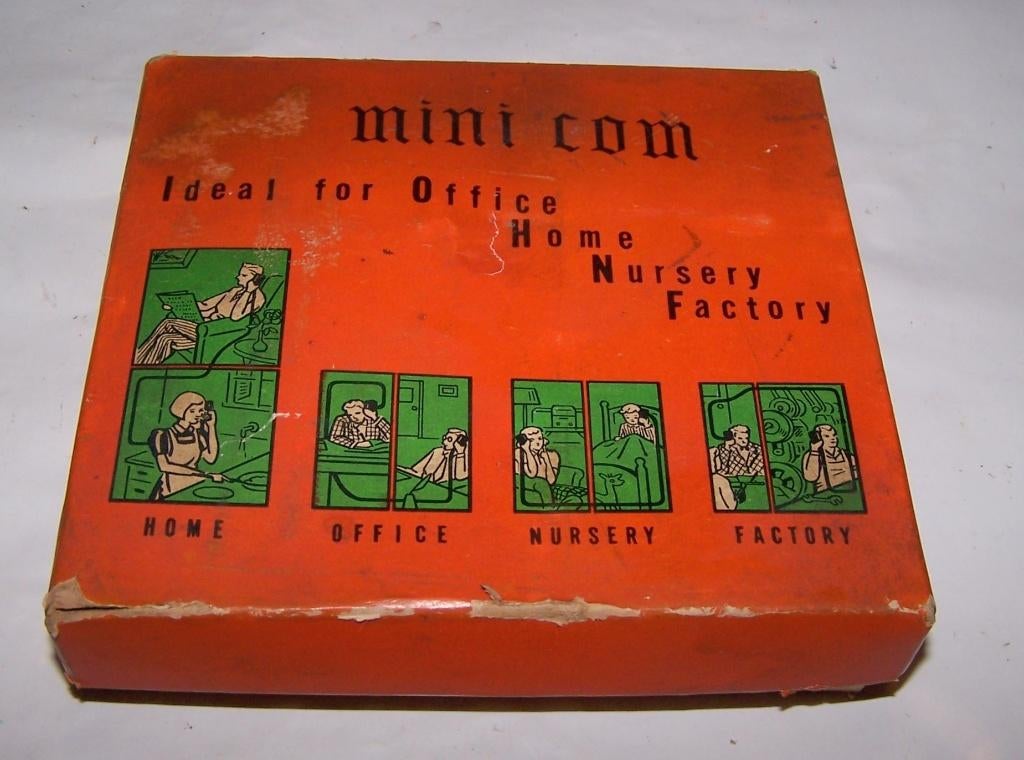 mini com
Ideal for Office
Home
Nursery
Factory
HOME
OFFICE
NURSERY
FACTORY